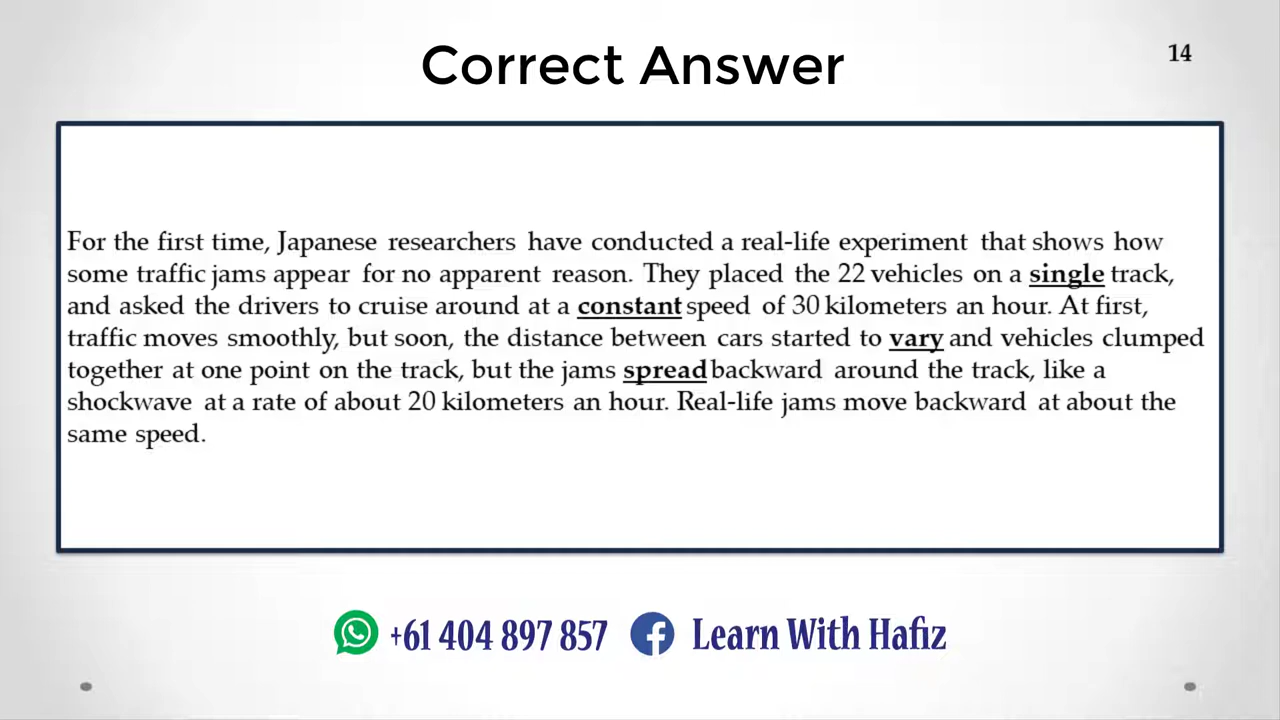 Correct Answer
14
For the first time, Japanese researchers have conducted a real-life experiment that shows how
some traffic jams appear for no apparent reason. They placed the 22 vehicles on a single track,
and asked the drivers to cruise around at a constant speed of 30 kilometers an hour. At first,
traffic moves smoothly, but soon, the distance between cars started to vary and vehicles clumped
together at one point on the track, but the jams spread backward around the track, like a
shockwave at a rate of about 20 kilometers an hour. Real-life jams move backward at about the
same speed.
+61 404 897 857 Learn With Hafiz